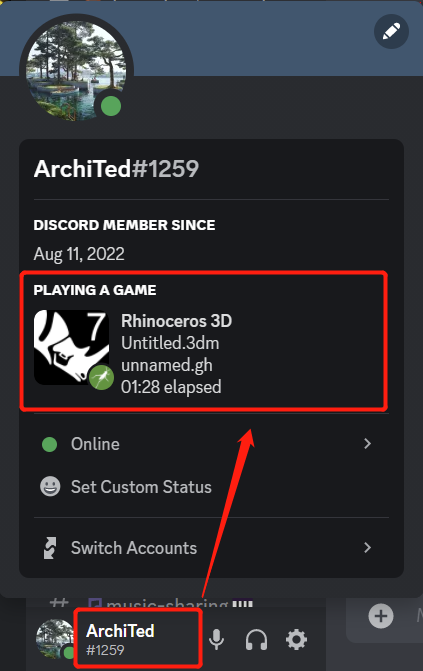 ArchiTed#1259
DISCORD MEMBER SINCE
Aug 11, 2022
PLAYING A GAME
7
Rhinoceros 3D
Untitled.3dm
unnamed.gh
01:28 elapsed
Online
Set Custom Status
Switch Accounts
music-sharing
ArchiTed
#1259